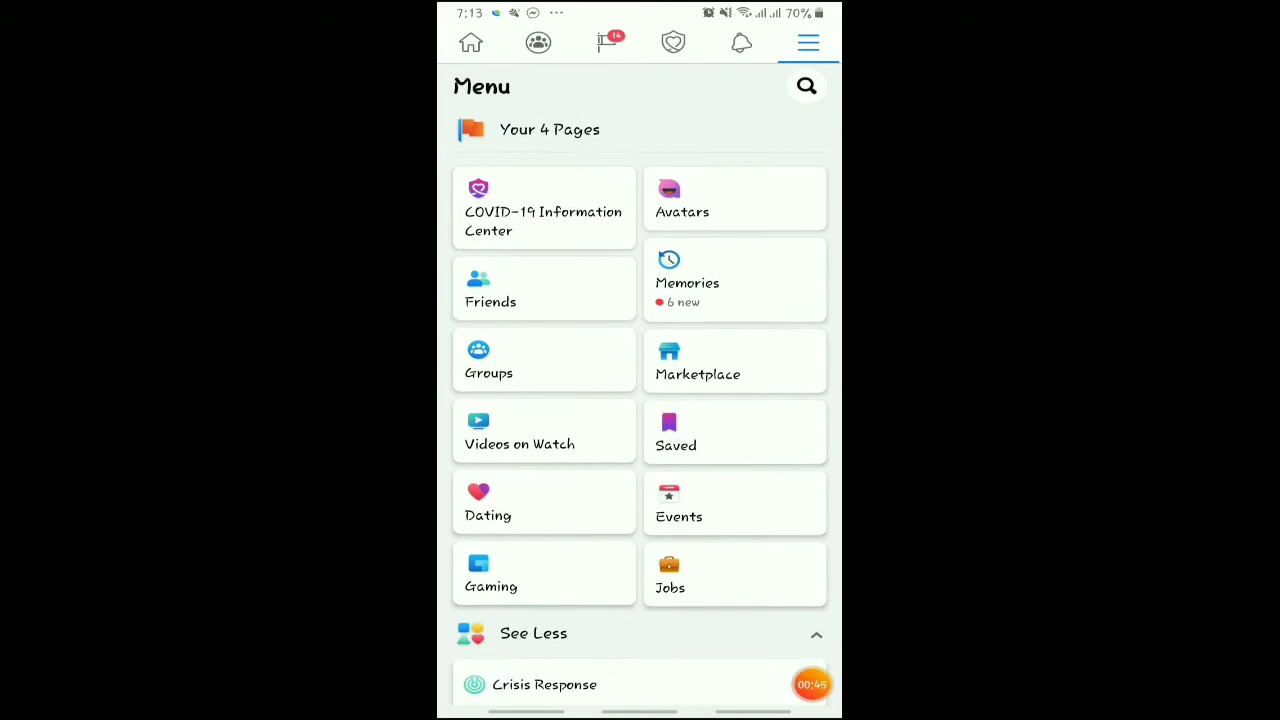 7:13
70%
14
Menu
Your 4 Pages
COVID-19 Information
Center
Avatars
Friends
Memories
6 new
Groups
Marketplace
Videos on Watch
Saved
Dating
Events
Gaming
Jobs
See Less
Crisis Response
00:45